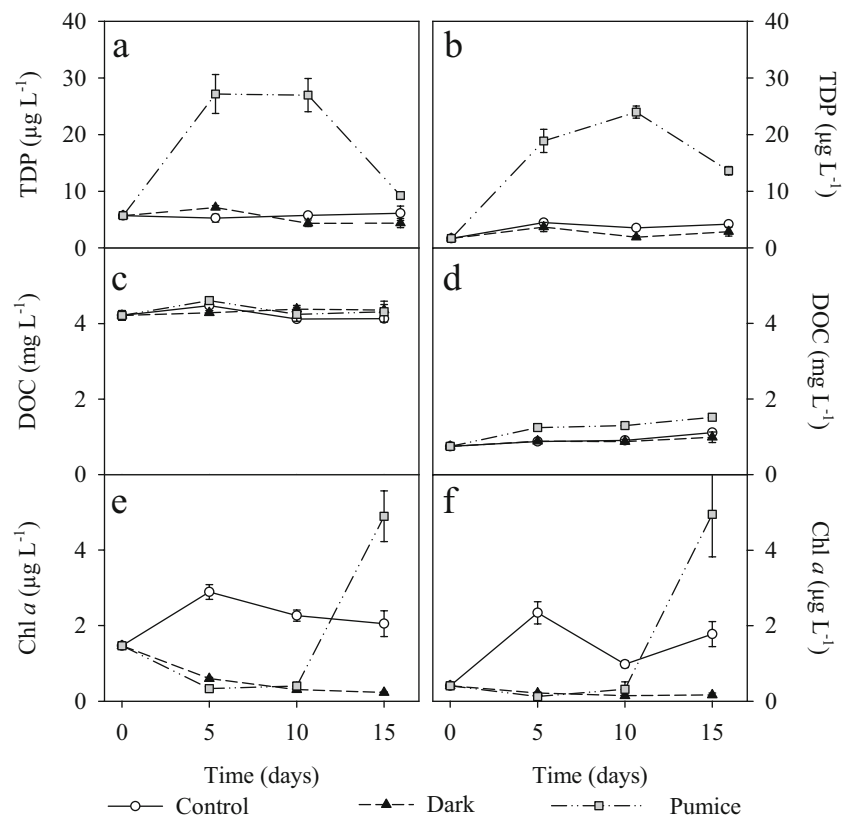 a
b
40
30
20
10
0
TDP (µg L⁻¹)
40
30
20
10
0
TDP (µg L⁻¹)
c
d
4
2
0
DOC (mg L⁻¹)
4
2
0
DOC (mg L⁻¹)
e
f
4
2
0
Chl a (µg L⁻¹)
4
2
0
Chl a (µg L⁻¹)
0 5 10 15
0 5 10 15
Time (days)
Time (days)
Control Dark Pumice